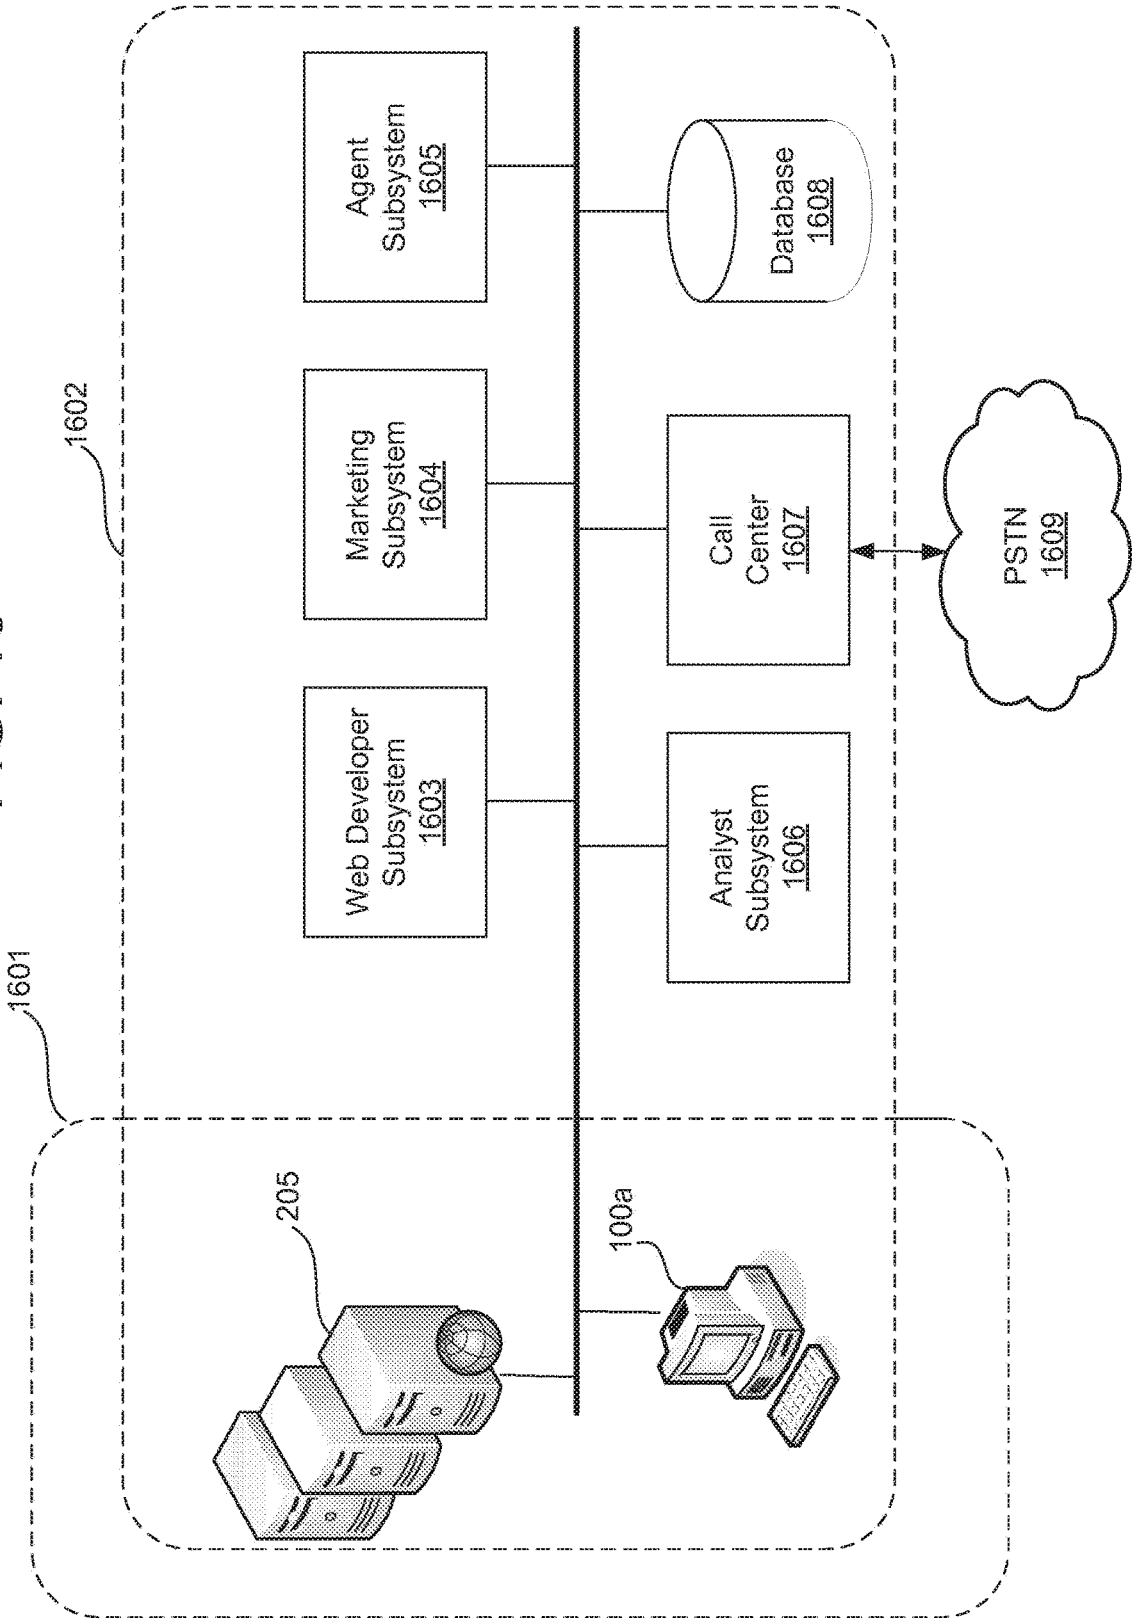 1601
1602
205
Web Developer
Subsystem
1603
Marketing
Subsystem
1604
Agent
Subsystem
1605
100a
Analyst
Subsystem
1606
Call
Center
1607
Database
1608
PSTN
1609